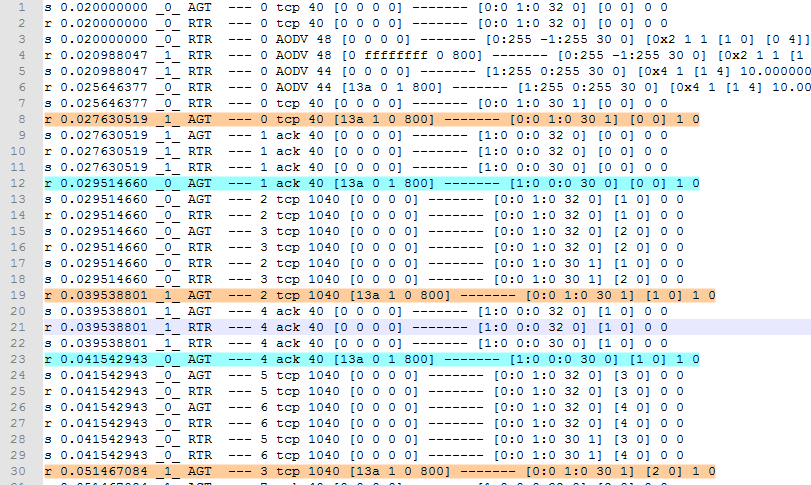 1 s 0.020000000 _0_ AGT --- 0 tcp 40 [0 0 0 0] ------- [0:0 1:0 32 0] [0 0] 0 0
2 r 0.020000000 _0_ RTR --- 0 tcp 40 [0 0 0 0] ------- [0:0 1:0 32 0] [0 0] 0 0
3 s 0.020000000 _0_ RTR --- 0 AODV 48 [0 0 0 0] ------- [0:255 -1:255 30 0] [0x2 1 1 [1 0] [0 4]]
4 r 0.020988047 _1_ RTR --- 0 AODV 48 [0 ffffffff 0 800] ------- [0:255 -1:255 30 0] [0x2 1 1 [1
5 s 0.020988047 _1_ RTR --- 0 AODV 44 [0 0 0 0] ------- [1:255 0:255 30 0] [0x4 1 [1 4] 10.000000
6 r 0.025646377 _0_ RTR --- 0 AODV 44 [13a 0 1 800] ------- [1:255 0:255 30 0] [0x4 1 [1 4] 10.00
7 s 0.025646377 _0_ RTR --- 0 tcp 40 [0 0 0 0] ------- [0:0 1:0 30 1] [0 0] 0 0
8 r 0.027630519 _1_ AGT --- 0 tcp 40 [13a 1 0 800] ------- [0:0 1:0 30 1] [0 0] 1 0
9 s 0.027630519 _1_ AGT --- 1 ack 40 [0 0 0 0] ------- [1:0 0:0 32 0] [0 0] 0 0
10 r 0.027630519 _1_ RTR --- 1 ack 40 [0 0 0 0] ------- [1:0 0:0 32 0] [0 0] 0 0
11 s 0.027630519 _1_ RTR --- 1 ack 40 [0 0 0 0] ------- [1:0 0:0 30 0] [0 0] 0 0
12 r 0.029514660 _0_ AGT --- 1 ack 40 [13a 0 1 800] ------- [1:0 0:0 30 0] [0 0] 1 0
13 s 0.029514660 _0_ AGT --- 2 tcp 1040 [0 0 0 0] ------- [0:0 1:0 32 0] [1 0] 0 0
14 r 0.029514660 _0_ RTR --- 2 tcp 1040 [0 0 0 0] ------- [0:0 1:0 32 0] [1 0] 0 0
15 s 0.029514660 _0_ AGT --- 3 tcp 1040 [0 0 0 0] ------- [0:0 1:0 32 0] [2 0] 0 0
16 r 0.029514660 _0_ RTR --- 3 tcp 1040 [0 0 0 0] ------- [0:0 1:0 32 0] [2 0] 0 0
17 s 0.029514660 _0_ RTR --- 2 tcp 1040 [0 0 0 0] ------- [0:0 1:0 30 1] [1 0] 0 0
18 s 0.029514660 _0_ RTR --- 3 tcp 1040 [0 0 0 0] ------- [0:0 1:0 30 1] [2 0] 0 0
19 r 0.039538801 _1_ AGT --- 2 tcp 1040 [13a 1 0 800] ------- [0:0 1:0 30 1] [1 0] 1 0
20 s 0.039538801 _1_ AGT --- 4 ack 40 [0 0 0 0] ------- [1:0 0:0 32 0] [1 0] 0 0
21 r 0.039538801 _1_ RTR --- 4 ack 40 [0 0 0 0] ------- [1:0 0:0 32 0] [1 0] 0 0
22 s 0.039538801 _1_ RTR --- 4 ack 40 [0 0 0 0] ------- [1:0 0:0 30 0] [1 0] 0 0
23 r 0.041542943 _0_ AGT --- 4 ack 40 [13a 0 1 800] ------- [1:0 0:0 30 0] [1 0] 1 0
24 s 0.041542943 _0_ AGT --- 5 tcp 1040 [0 0 0 0] ------- [0:0 1:0 32 0] [3 0] 0 0
25 r 0.041542943 _0_ RTR --- 5 tcp 1040 [0 0 0 0] ------- [0:0 1:0 32 0] [3 0] 0 0
26 s 0.041542943 _0_ AGT --- 6 tcp 1040 [0 0 0 0] ------- [0:0 1:0 32 0] [4 0] 0 0
27 r 0.041542943 _0_ RTR --- 6 tcp 1040 [0 0 0 0] ------- [0:0 1:0 32 0] [4 0] 0 0
28 s 0.041542943 _0_ RTR --- 5 tcp 1040 [0 0 0 0] ------- [0:0 1:0 30 1] [3 0] 0 0
29 s 0.041542943 _0_ RTR --- 6 tcp 1040 [0 0 0 0] ------- [0:0 1:0 30 1] [4 0] 0 0
30 r 0.051467084 _1_ AGT --- 3 tcp 1040 [13a 1 0 800] ------- [0:0 1:0 30 1] [2 0] 1 0